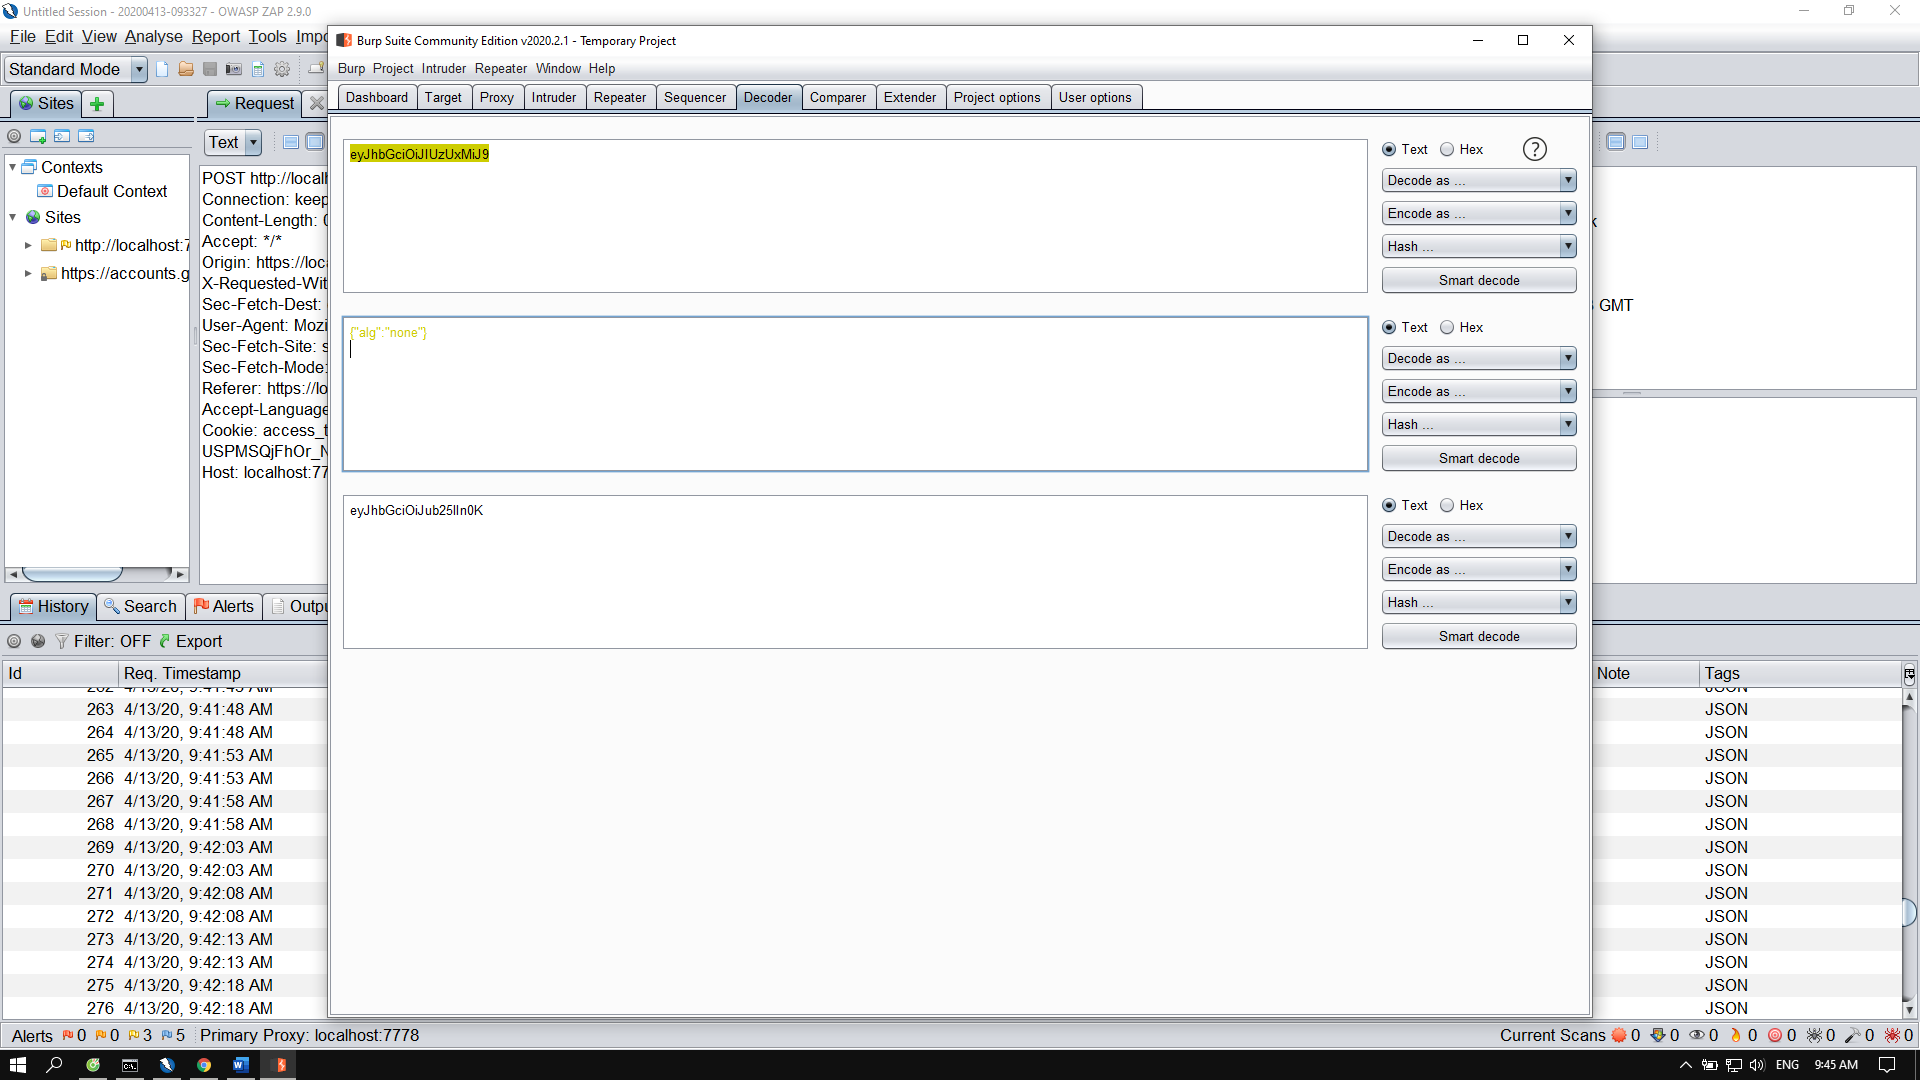 Untitled Session - 20200413-093327 - OWASP ZAP 2.9.0
File Edit View Analyse Report Tools Impo
Standard Mode
Sites
Request
Text
Contexts
Default Context
Sites
http://localhost:7
https://accounts.g
POST http://local
Connection: keep
Content-Length: 0
Accept: */*
Origin: https://loc
X-Requested-Wit
Sec-Fetch-Dest:
User-Agent: Mozi
Sec-Fetch-Site: s
Sec-Fetch-Mode:
Referer: https://lo
Accept-Language
Cookie: access_t
USPMSQjFhOr_N
Host: localhost:77
Burp Suite Community Edition v2020.2.1 - Temporary Project
Burp Project Intruder Repeater Window Help
Dashboard Target Proxy Intruder Repeater Sequencer Decoder Comparer Extender Project options User options
eyJhbGciOiJIUzUxMiJ9
Text Hex ?
Decode as ...
Encode as ...
Hash ...
Smart decode
{"alg":"none"}
Text Hex
Decode as ...
Encode as ...
Hash ...
Smart decode
eyJhbGciOiJub25lIn0K
Text Hex
Decode as ...
Encode as ...
Hash ...
Smart decode
GMT
History Search Alerts Outpu
Filter: OFF Export
Id Req. Timestamp Note Tags
262 4/13/20, 9:41:43 AM JSON
263 4/13/20, 9:41:48 AM JSON
264 4/13/20, 9:41:48 AM JSON
265 4/13/20, 9:41:53 AM JSON
266 4/13/20, 9:41:53 AM JSON
267 4/13/20, 9:41:58 AM JSON
268 4/13/20, 9:41:58 AM JSON
269 4/13/20, 9:42:03 AM JSON
270 4/13/20, 9:42:03 AM JSON
271 4/13/20, 9:42:08 AM JSON
272 4/13/20, 9:42:08 AM JSON
273 4/13/20, 9:42:13 AM JSON
274 4/13/20, 9:42:13 AM JSON
275 4/13/20, 9:42:18 AM JSON
276 4/13/20, 9:42:18 AM JSON
Alerts 0 0 3 5 Primary Proxy: localhost:7778 Current Scans 0 0 0 0 0 0 0 0
ENG 9:45 AM